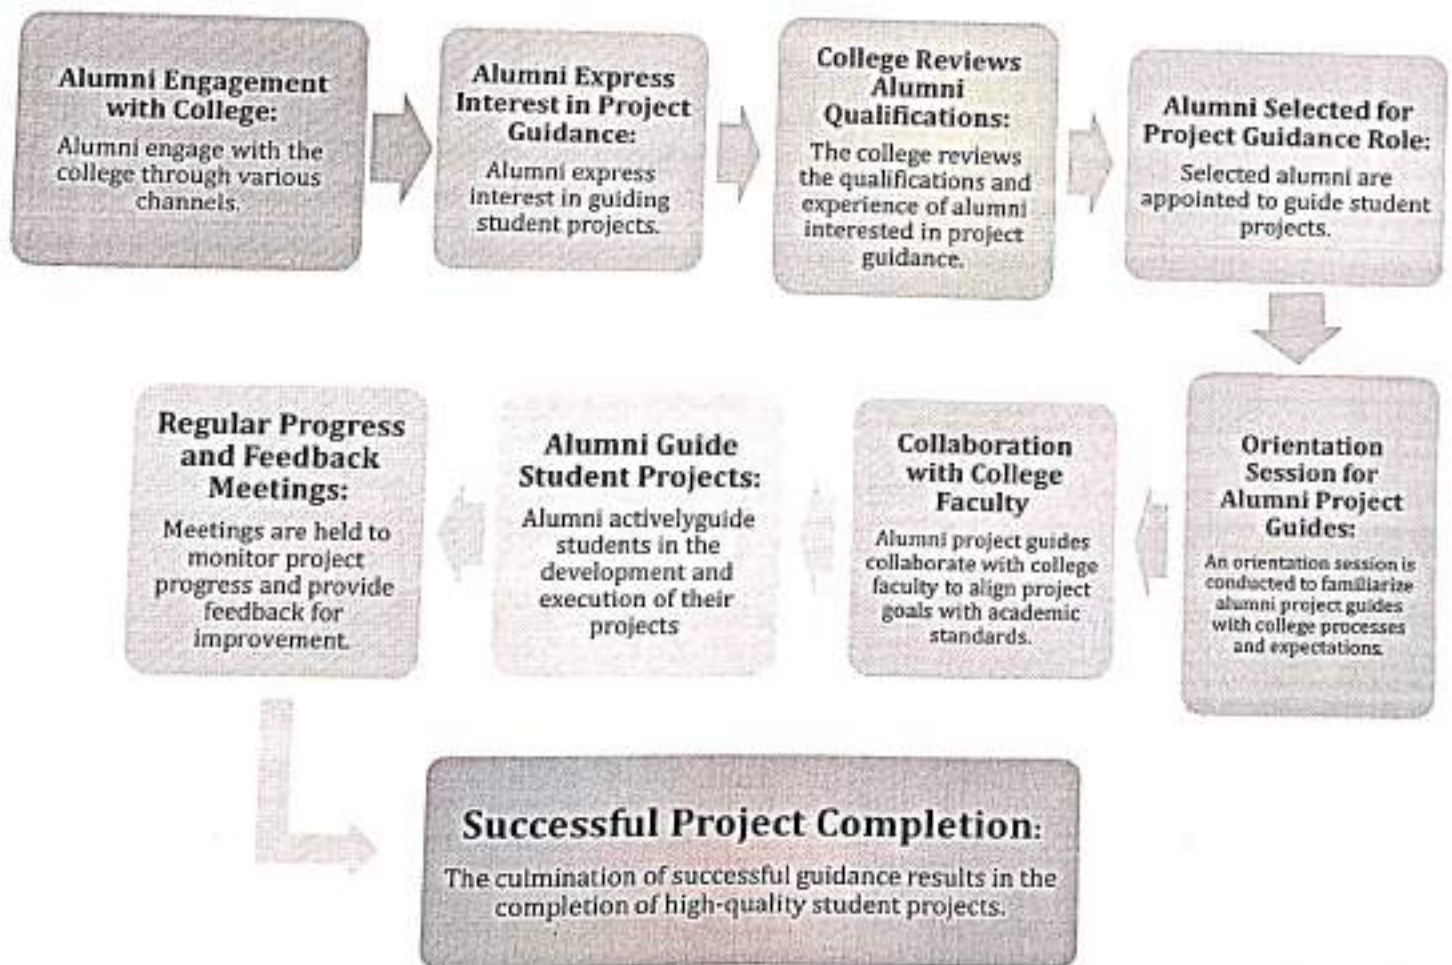 Alumni Engagement
with College:
Alumni engage with the
college through various
channels.
Alumni Express
Interest in Project
Guidance:
Alumni express
interest in guiding
student projects.
College Reviews
Alumni
Qualifications:
The college reviews
the qualifications and
experience of alumni
interested in project
guidance.
Alumni Selected for
Project Guidance Role:
Selected alumni are
appointed to guide student
projects.
Orientation
Session for
Alumni Project
Guides:
An orientation session is
conducted to familiarize
alumni project guides
with college processes
and expectations.
Collaboration
with College
Faculty
Alumni project guides
collaborate with college
faculty to align project
goals with academic
standards.
Alumni Guide
Student Projects:
Alumni activelyguide
students in the
development and
execution of their
projects
Regular Progress
and Feedback
Meetings:
Meetings are held to
monitor project
progress and provide
feedback for
improvement.
Successful Project Completion:
The culmination of successful guidance results in the
completion of high-quality student projects.